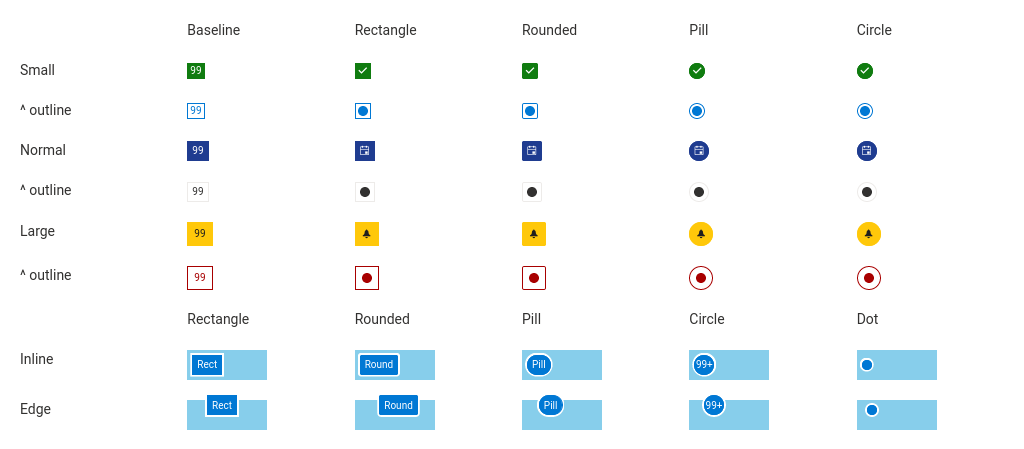 Baseline Rectangle Rounded Pill Circle
Small 99
^ outline 99
Normal 99
^ outline 99
Large 99
^ outline 99
Rectangle Rounded Pill Circle Dot
Inline Rect Round Pill 99+
Edge Rect Round Pill 99+